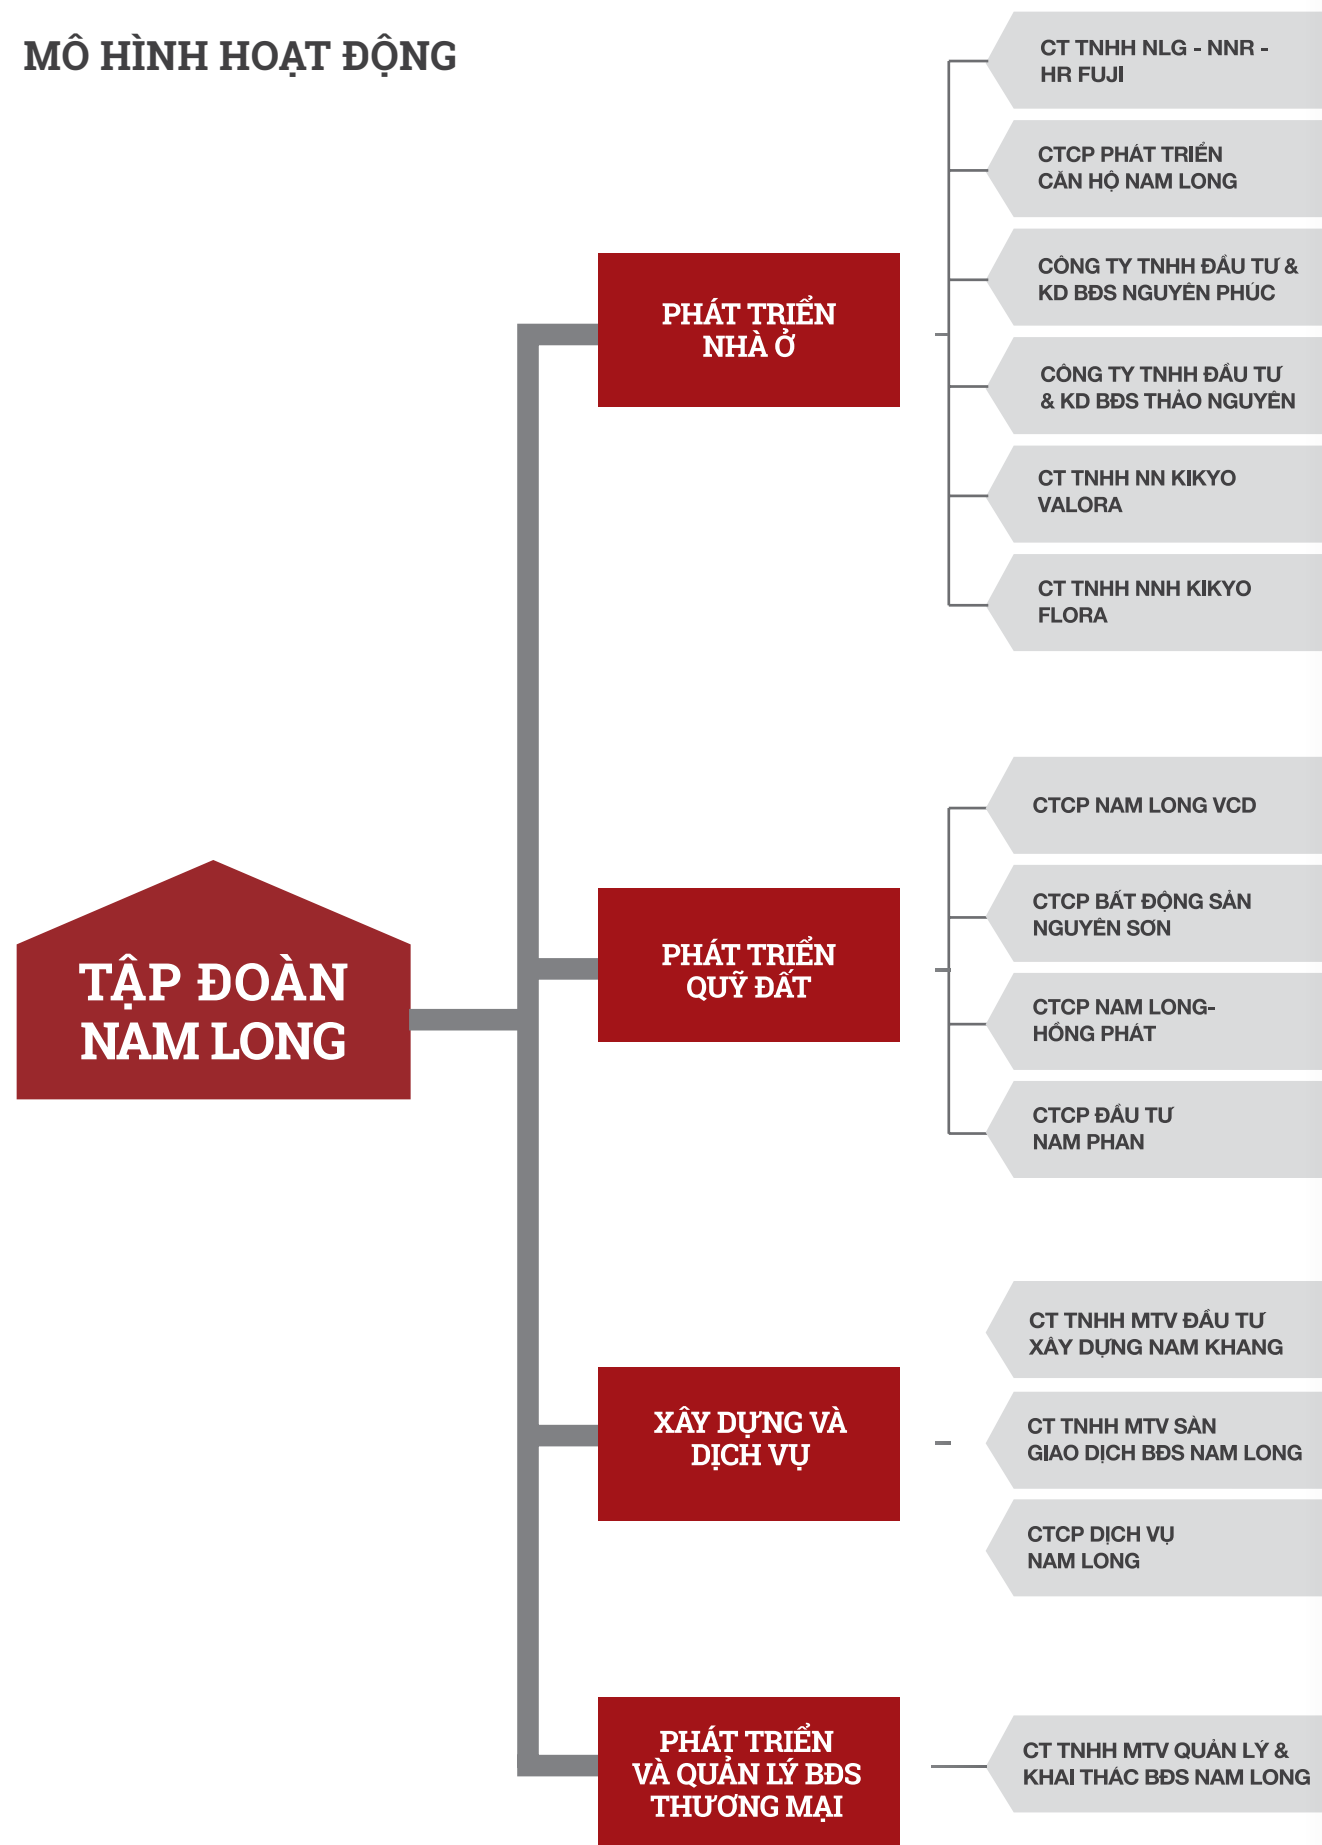 MÔ HÌNH HOẠT ĐỘNG
TẬP ĐOÀN
NAM LONG
PHÁT TRIỂN
NHÀ Ở
CT TNHH NLG - NNR -
HR FUJI
CTCP PHÁT TRIỂN
CĂN HỘ NAM LONG
CÔNG TY TNHH ĐẦU TƯ &
KD BĐS NGUYÊN PHÚC
CÔNG TY TNHH ĐẦU TƯ
& KD BĐS THẢO NGUYÊN
CT TNHH NN KIKYO
VALORA
CT TNHH NNH KIKYO
FLORA
PHÁT TRIỂN
QUỸ ĐẤT
CTCP NAM LONG VCD
CTCP BẤT ĐỘNG SẢN
NGUYÊN SƠN
CTCP NAM LONG-
HỒNG PHÁT
CTCP ĐẦU TƯ
NAM PHAN
XÂY DỰNG VÀ
DỊCH VỤ
CT TNHH MTV ĐẦU TƯ
XÂY DỰNG NAM KHANG
CT TNHH MTV SÀN
GIAO DỊCH BĐS NAM LONG
CTCP DỊCH VỤ
NAM LONG
PHÁT TRIỂN
VÀ QUẢN LÝ BĐS
THƯƠNG MẠI
CT TNHH MTV QUẢN LÝ &
KHAI THÁC BĐS NAM LONG